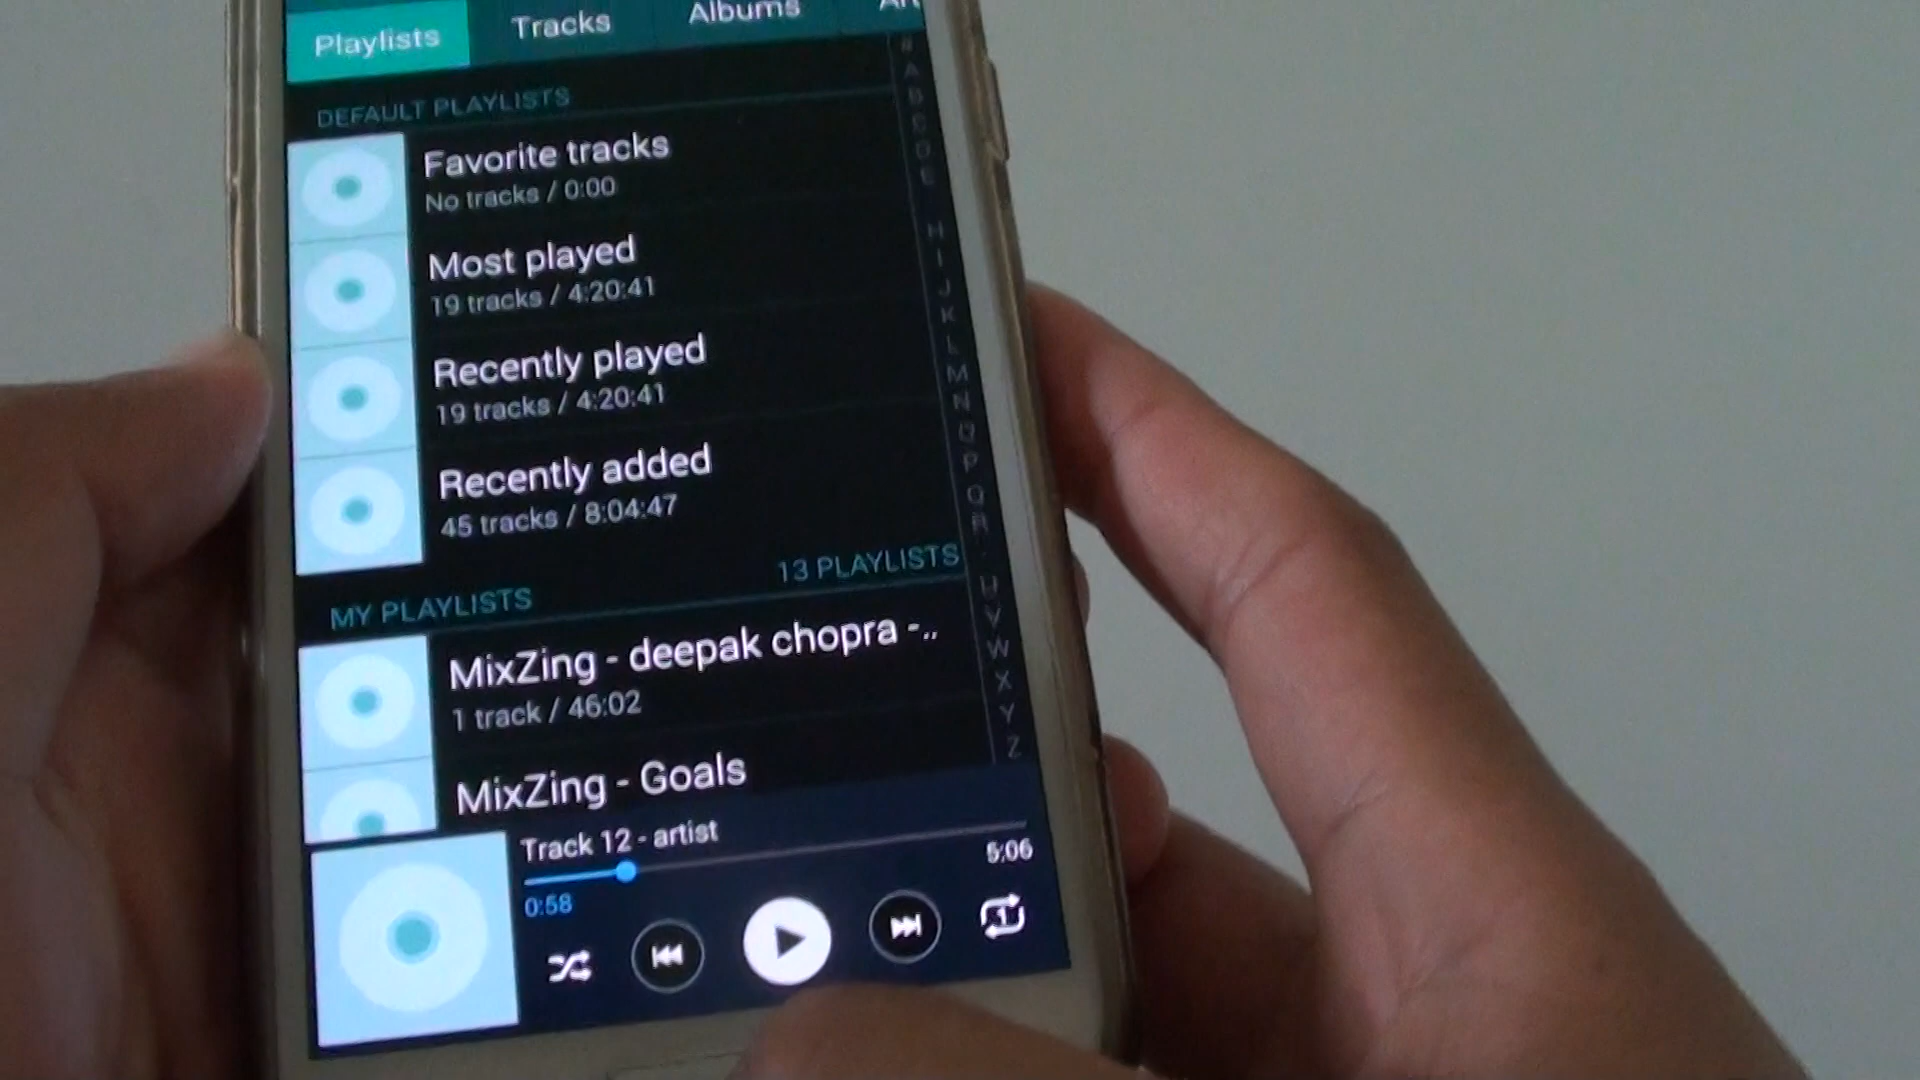 Playlists Tracks Albums
DEFAULT PLAYLISTS
Favorite tracks
No tracks / 0:00
Most played
19 tracks / 4:20:41
Recently played
19 tracks / 4:20:41
Recently added
45 tracks / 8:04:47
MY PLAYLISTS 13 PLAYLISTS
MixZing - deepak chopra -..
1 track / 46:02
MixZing - Goals
Track 12 - artist
0:58 5:06
#
A
B
C
D
E
H
I
J
K
L
M
N
O
P
Q
R
U
V
W
X
Y
Z
1